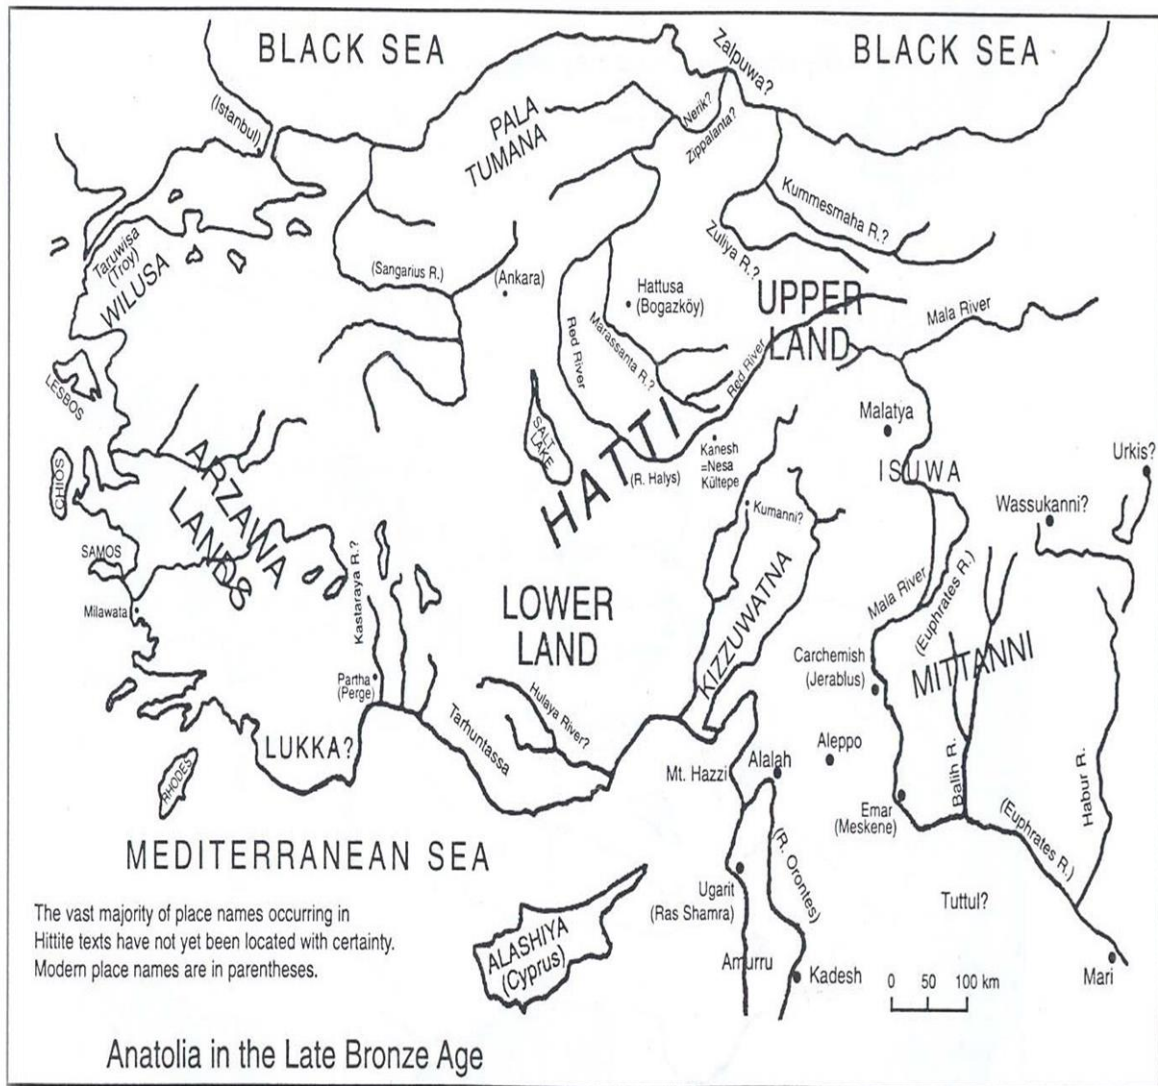 BLACK SEA
BLACK SEA
Zalpuwa?
(Istanbul)
PALA
TUMANA
Nerik?
Zippalanta?
Kummesmaha R.?
Zuliya R.?
Taruwisa
(Troy)
WILUSA
(Sangarius R.)
(Ankara)
Hattusa
(Bogazköy)
UPPER
LAND
Mala River
Red River
Marassanta R.?
Red River
LESBOS
SALT
LAKE
HATTI
(R. Halys)
Kanesh
=Nesa
Kültepe
Malatya
ISUWA
Urkis?
Wassukanni?
CHIOS
ARZAWA
LANDS
Kumanni?
SAMOS
Milawata
Kastaraya R.?
LOWER
LAND
KIZZUWATNA
Mala River
(Euphrates R.)
MITTANNI
Carchemish
(Jerablus)
Partha
(Perge)
LUKKA?
Tarhuntassa
Hulaya River?
RHODES
Mt. Hazzi
Alalah
Aleppo
Emar
(Meskene)
Balih R.
(Euphrates R.)
Habur R.
MEDITERRANEAN SEA
Ugarit
(Ras Shamra)
(R. Orontes)
Tuttul?
The vast majority of place names occurring in
Hittite texts have not yet been located with certainty.
Modern place names are in parentheses.
ALASHIYA
(Cyprus)
Amurru
Kadesh
Mari
0 50 100 km
Anatolia in the Late Bronze Age